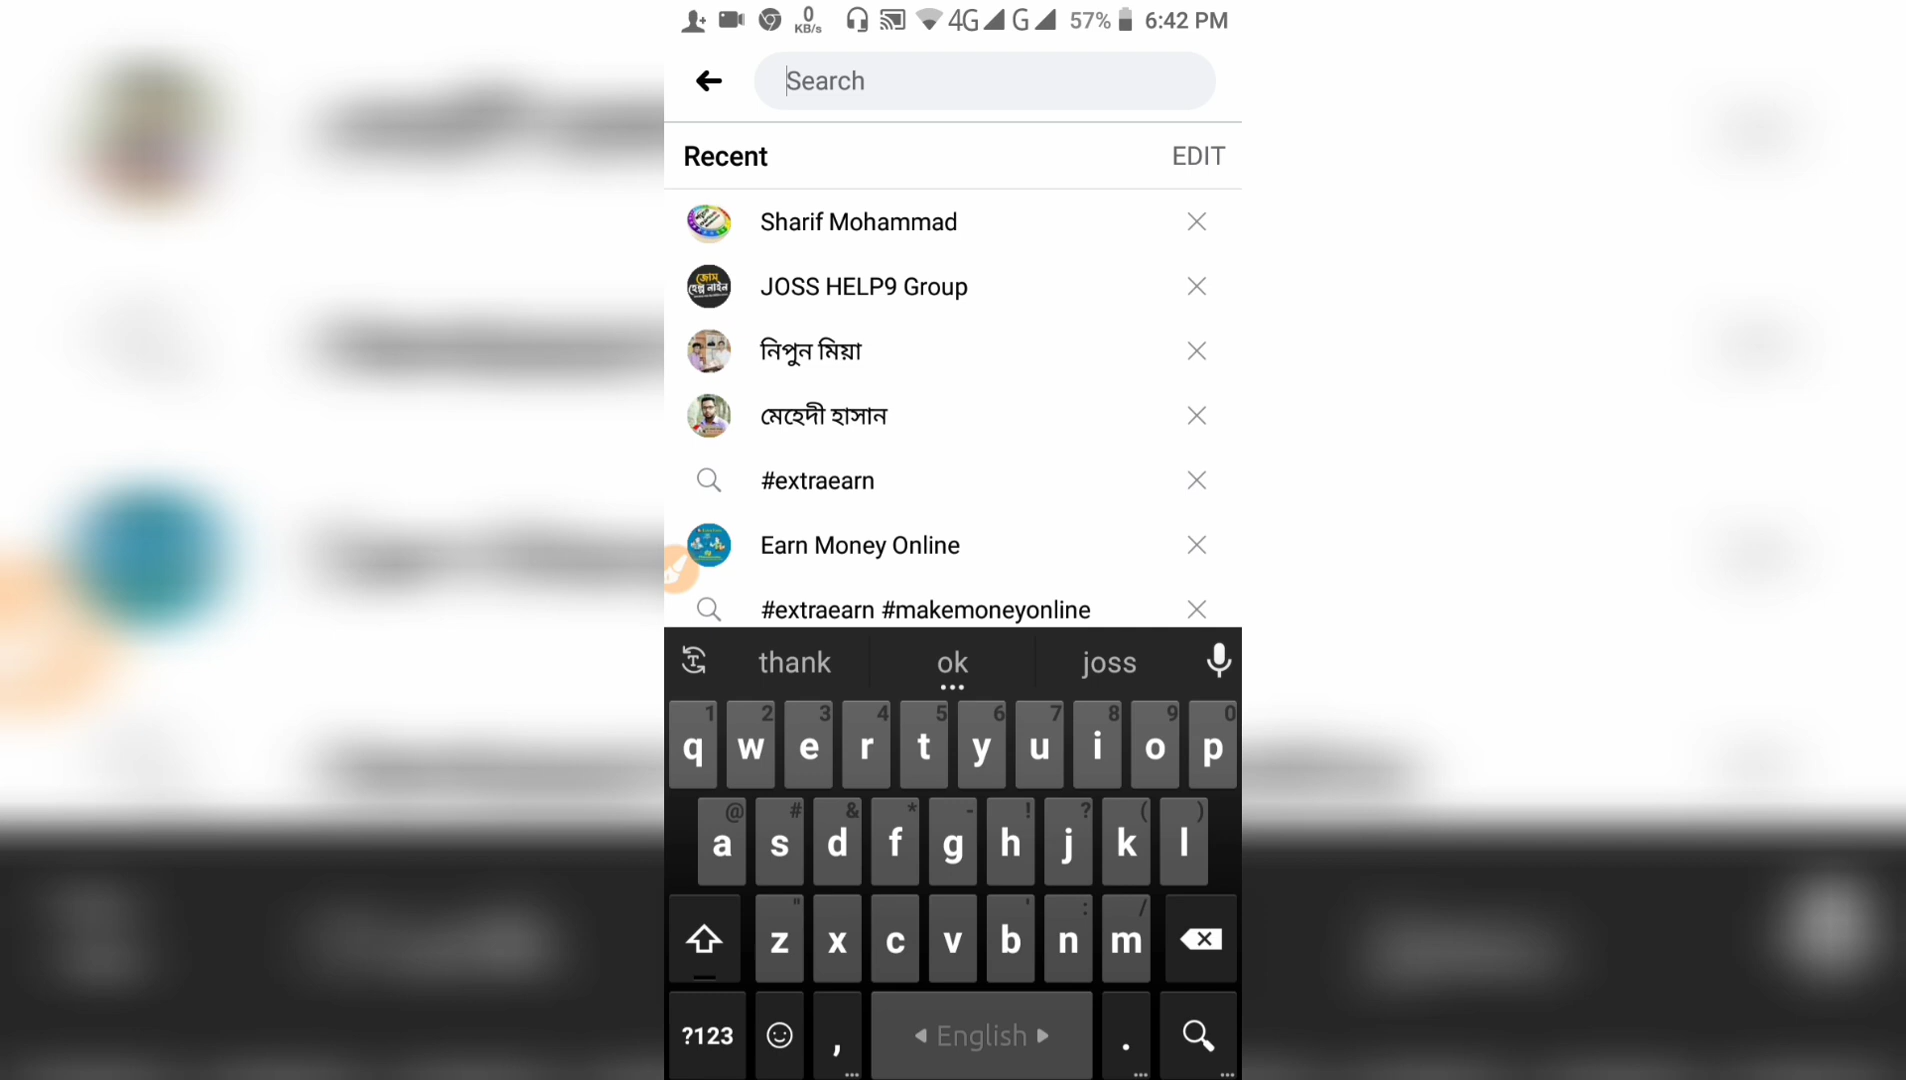 0 KB/s 4G G 57% 6:42 PM
Search
Recent EDIT
Sharif Mohammad
জোস
হেল্প নাইন
JOSS HELP9 Group
নিপুন মিয়া
মেহেদী হাসান
#extraearn
Earn Money Online
#extraearn #makemoneyonline
thank ok joss
1 2 3 4 5 6 7 8 9 0
q w e r t y u i o p
@ # & * - ! ? ( )
a s d f g h j k l
" ' : /
z x c v b n m
?123 , English .